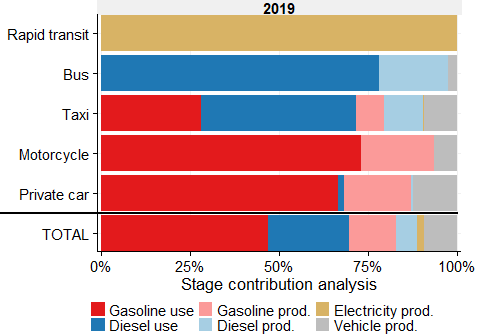 2019
Rapid transit
Bus
Taxi
Motorcycle
Private car
TOTAL
0% 25% 50% 75% 100%
Stage contribution analysis
Gasoline use Gasoline prod. Electricity prod.
Diesel use Diesel prod. Vehicle prod.